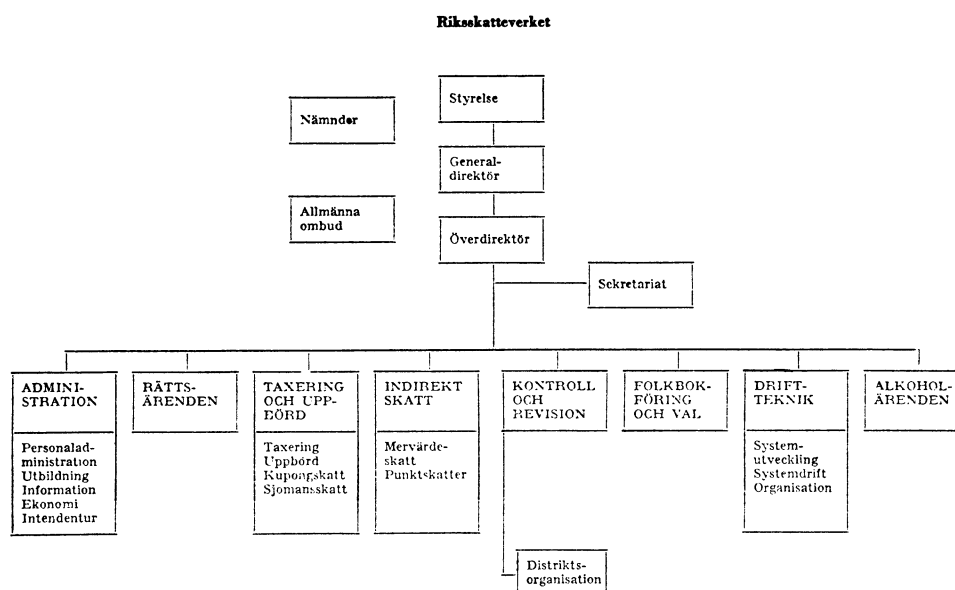 Riksskatteverket
Styrelse
Nämnder
General-
direktör
Allmänna
ombud
Överdirektör
Sekretariat
ADMINI-
STRATION
Personalad-
ministration
Utbildning
Information
Ekonomi
Intendentur
RÄTTS-
ÄRENDEN
TAXERING
OCH UPP-
BÖRD
Taxering
Uppbörd
Kupongskatt
Sjömansskatt
INDIREKT
SKATT
Mervärde-
skatt
Punktskatter
KONTROLL
OCH
REVISION
Distrikts-
organisation
FOLKBOK-
FÖRING
OCH VAL
DRIFT-
TEKNIK
System-
utveckling
Systemdrift
Organisation
ALKOHOL-
ÄRENDEN